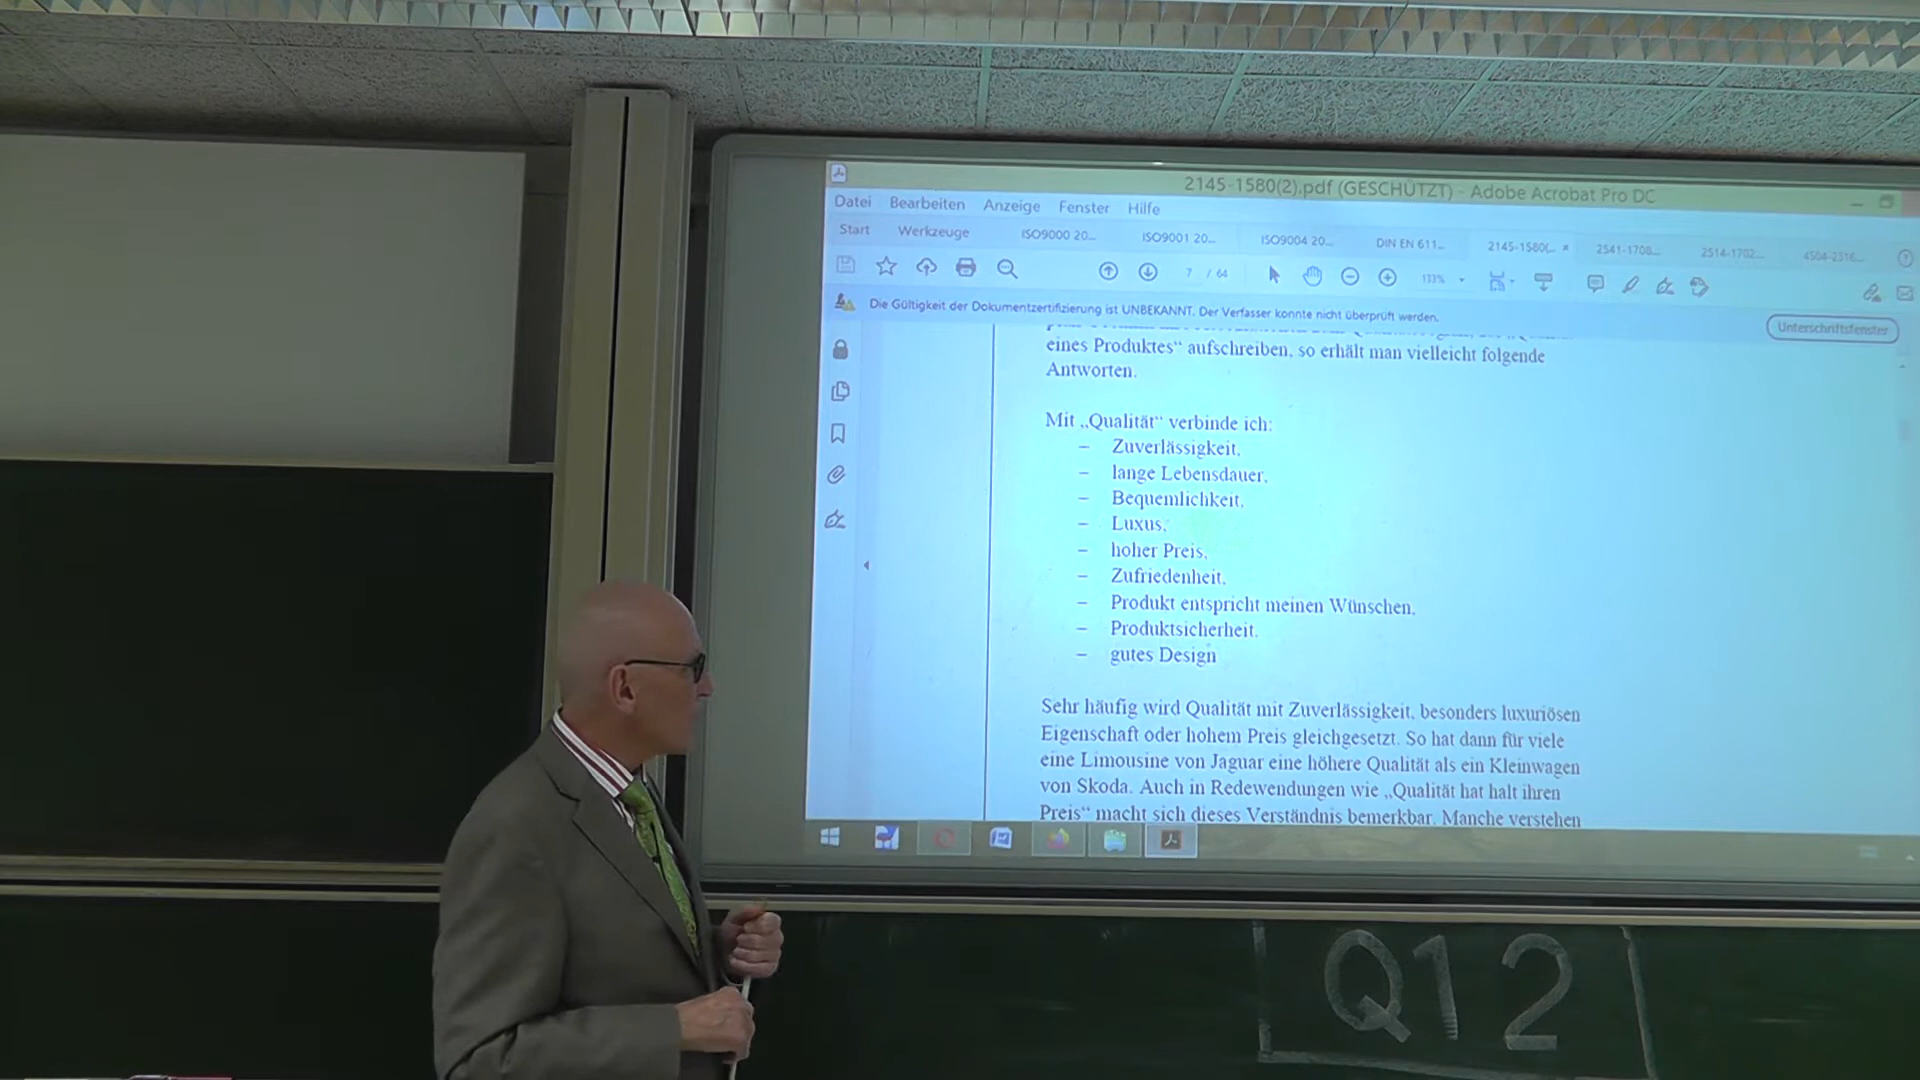 2145-1580(2).pdf (GESCHÜTZT) - Adobe Acrobat Pro DC
Datei Bearbeiten Anzeige Fenster Hilfe
Start Werkzeuge ISO9000 20... ISO9001 20... ISO9004 20... DIN EN 611... 2145-1580(... × 2541-1708... 2514-1702... 4504-2316...
7 / 64 133%
Die Gültigkeit der Dokumentzertifizierung ist UNBEKANNT. Der Verfasser konnte nicht überprüft werden.
Unterschriftsfenster
eines Produktes“ aufschreiben, so erhält man vielleicht folgende
Antworten.
Mit „Qualität“ verbinde ich:
– Zuverlässigkeit,
– lange Lebensdauer,
– Bequemlichkeit,
– Luxus,
– hoher Preis,
– Zufriedenheit,
– Produkt entspricht meinen Wünschen,
– Produktsicherheit,
– gutes Design
Sehr häufig wird Qualität mit Zuverlässigkeit, besonders luxuriösen
Eigenschaft oder hohem Preis gleichgesetzt. So hat dann für viele
eine Limousine von Jaguar eine höhere Qualität als ein Kleinwagen
von Skoda. Auch in Redewendungen wie „Qualität hat halt ihren
Preis“ macht sich dieses Verständnis bemerkbar. Manche verstehen
Q12